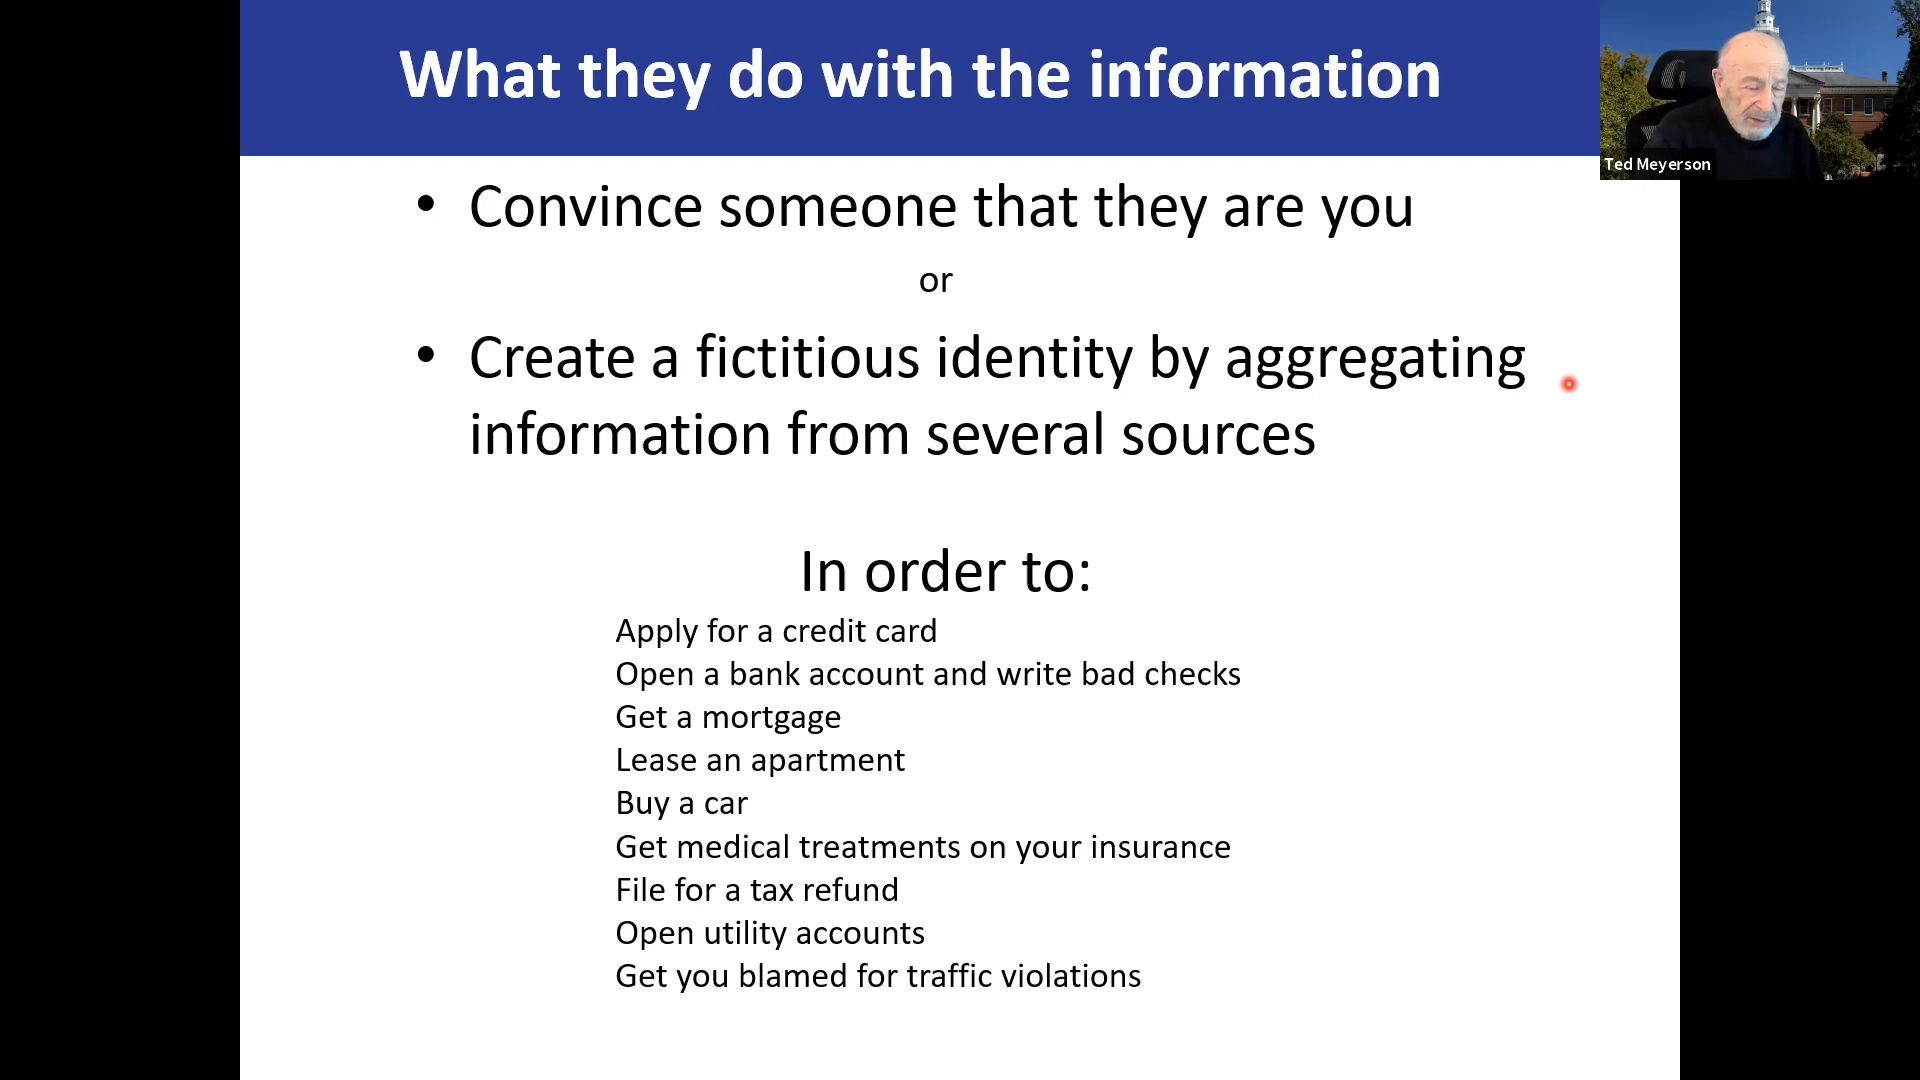 What they do with the information
Ted Meyerson
• Convince someone that they are you
or
• Create a fictitious identity by aggregating
information from several sources
In order to:
Apply for a credit card
Open a bank account and write bad checks
Get a mortgage
Lease an apartment
Buy a car
Get medical treatments on your insurance
File for a tax refund
Open utility accounts
Get you blamed for traffic violations